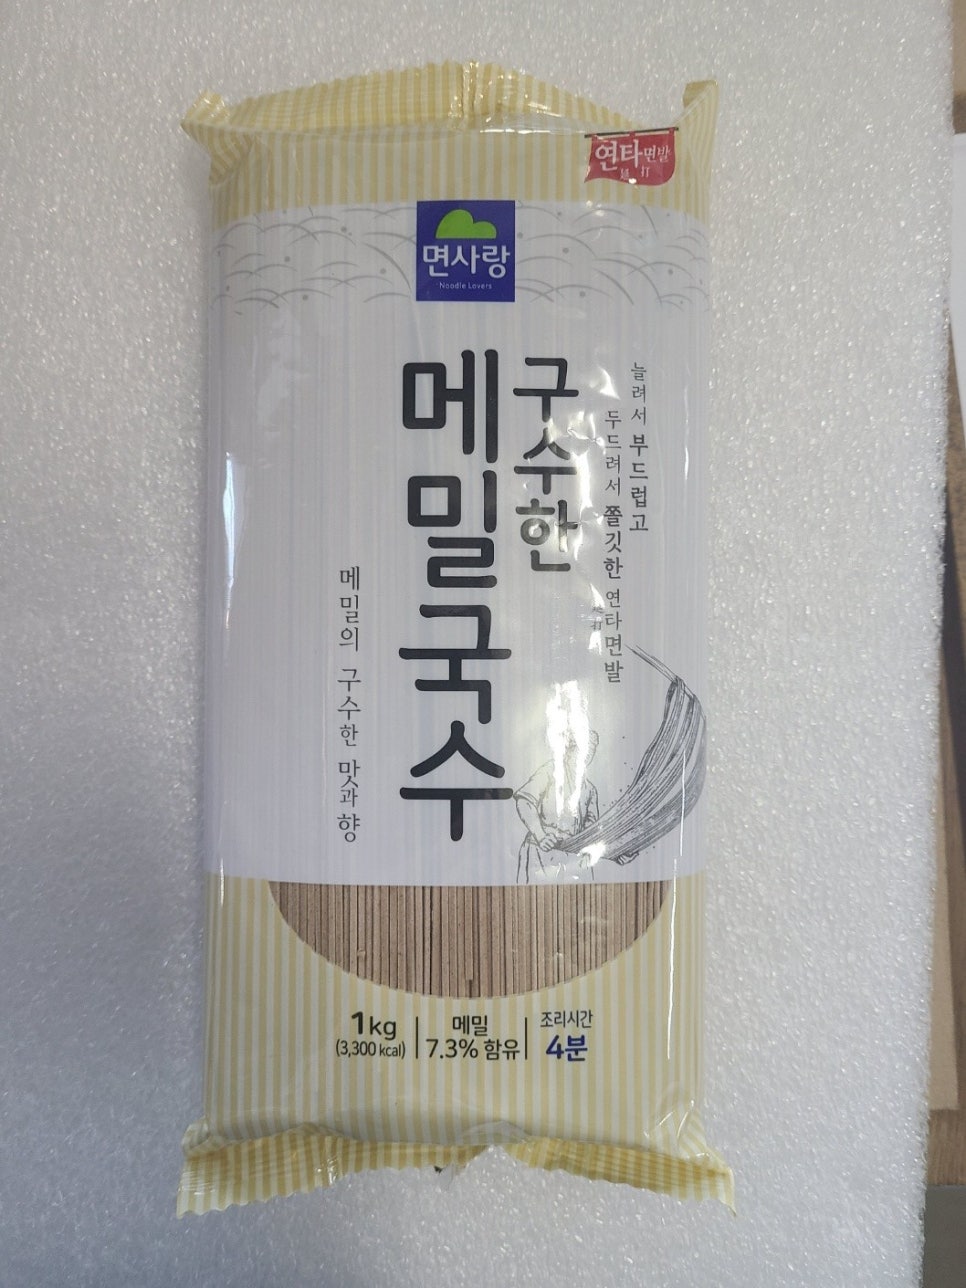 연타면발
麵打
면사랑
Noodle Lovers
늘려서 부드럽고
두드려서 쫄깃한 연타면발
구수한
메밀국수
메밀의 구수한 맛과 향
1kg
(3,300 kcal)
메밀
7.3% 함유
조리시간
4분